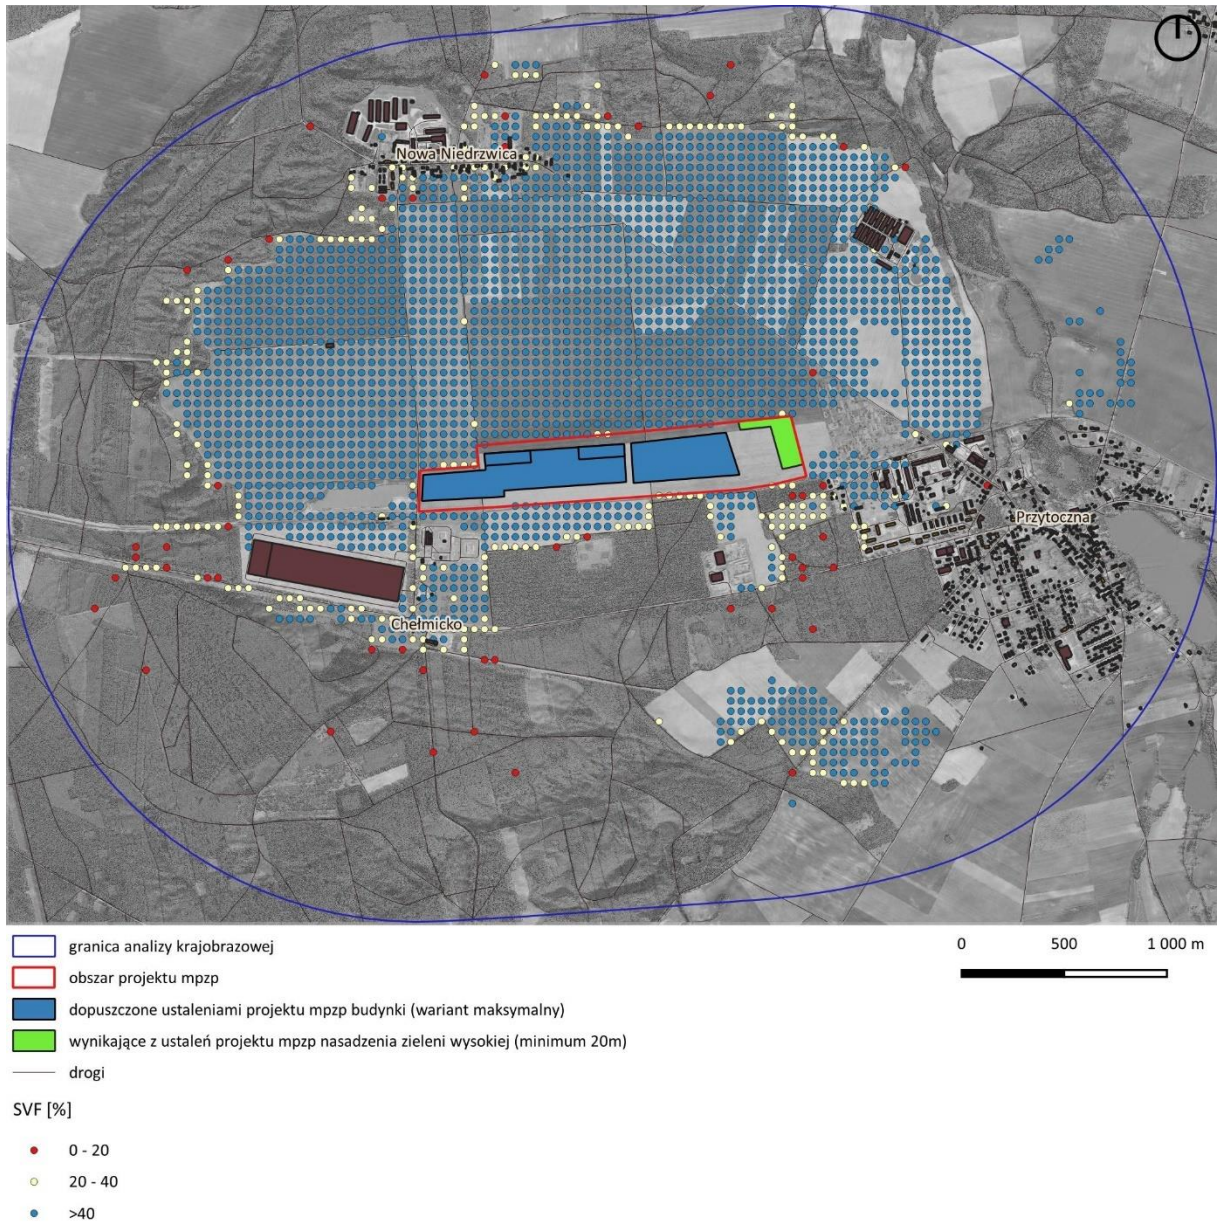 Nowa Niedrzwica
Przytoczna
Chełmicko
granica analizy krajobrazowej
0 500 1 000 m
obszar projektu mpzp
dopuszczone ustaleniami projektu mpzp budynki (wariant maksymalny)
wynikające z ustaleń projektu mpzp nasadzenia zieleni wysokiej (minimum 20m)
drogi
SVF [%]
0 - 20
20 - 40
>40